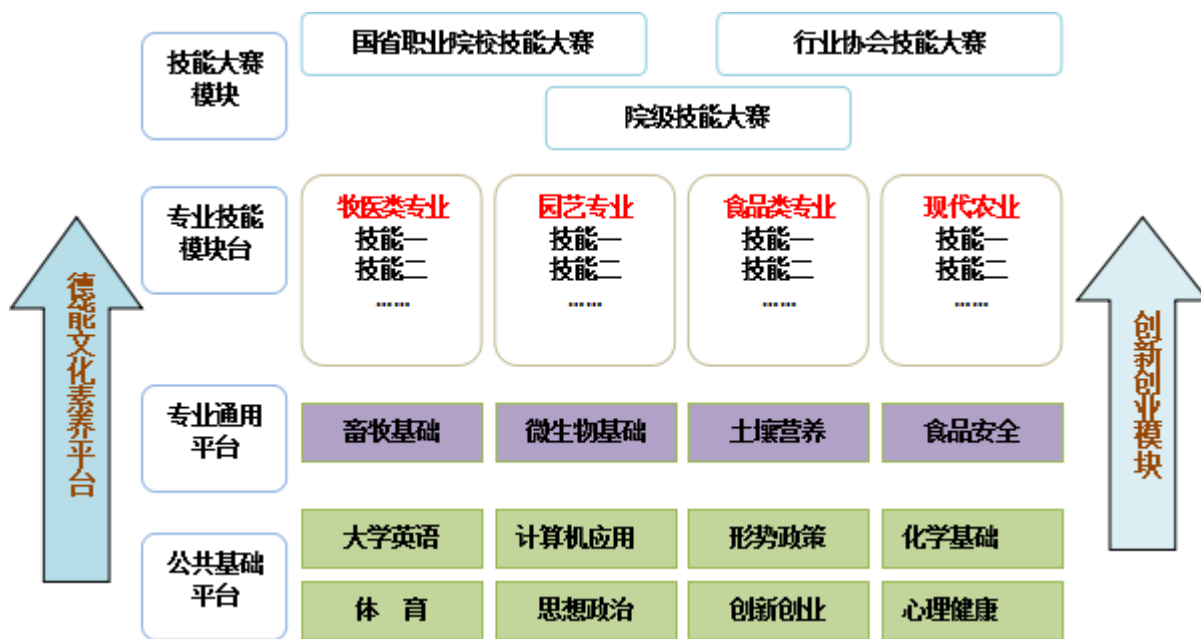 国省职业院校技能大赛
行业协会技能大赛
技能大赛
模块
院级技能大赛
专业技能
模块台
牧医类专业
技能一
技能二
……
园艺专业
技能一
技能二
……
食品类专业
技能一
技能二
……
现代农业
技能一
技能二
……
德能文化素养平台
创新创业模块
专业通用
平台
畜牧基础
微生物基础
土壤营养
食品安全
公共基础
平台
大学英语
计算机应用
形势政策
化学基础
体 育
思想政治
创新创业
心理健康